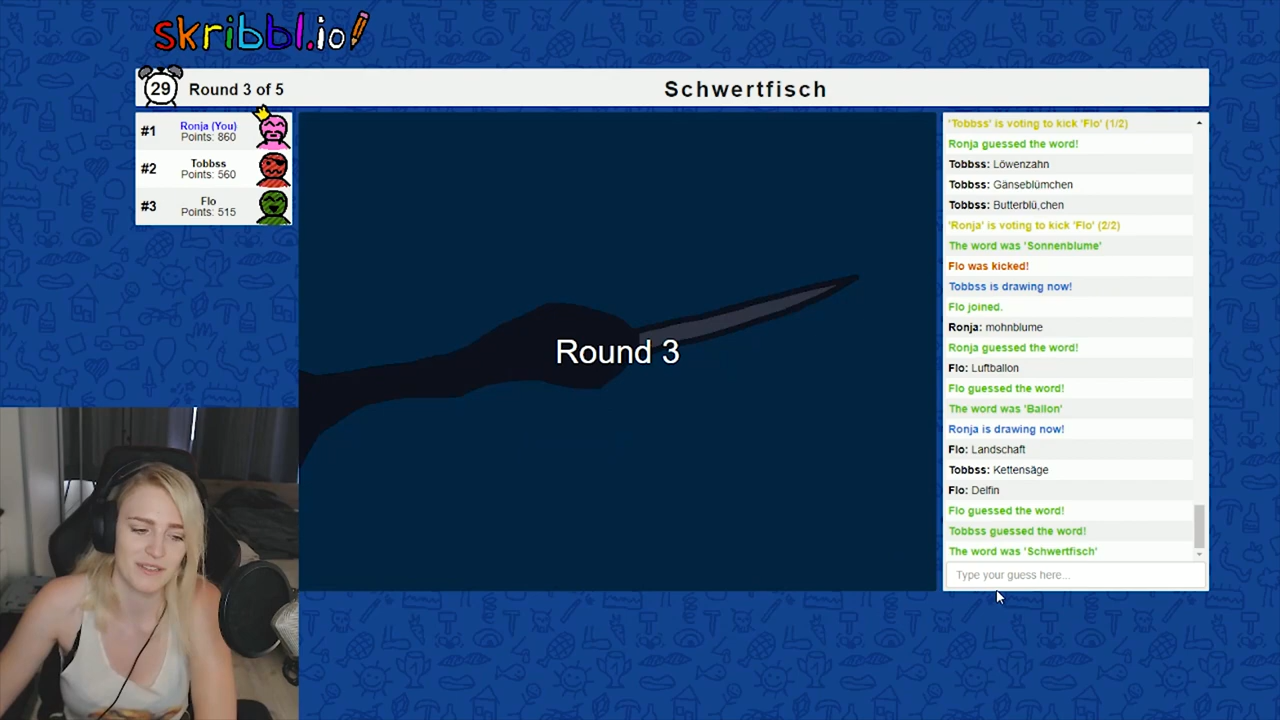 skribbl.io
29
Round 3 of 5
Schwertfisch
#1
Ronja (You)
Points: 860
#2
Tobbss
Points: 560
#3
Flo
Points: 515
Round 3
'Tobbss' is voting to kick 'Flo' (1/2)
Ronja guessed the word!
Tobbss: Löwenzahn
Tobbss: Gänseblümchen
Tobbss: Butterblü,chen
'Ronja' is voting to kick 'Flo' (2/2)
The word was 'Sonnenblume'
Flo was kicked!
Tobbss is drawing now!
Flo joined.
Ronja: mohnblume
Ronja guessed the word!
Flo: Luftballon
Flo guessed the word!
The word was 'Ballon'
Ronja is drawing now!
Flo: Landschaft
Tobbss: Kettensäge
Flo: Delfin
Flo guessed the word!
Tobbss guessed the word!
The word was 'Schwertfisch'
Type your guess here...